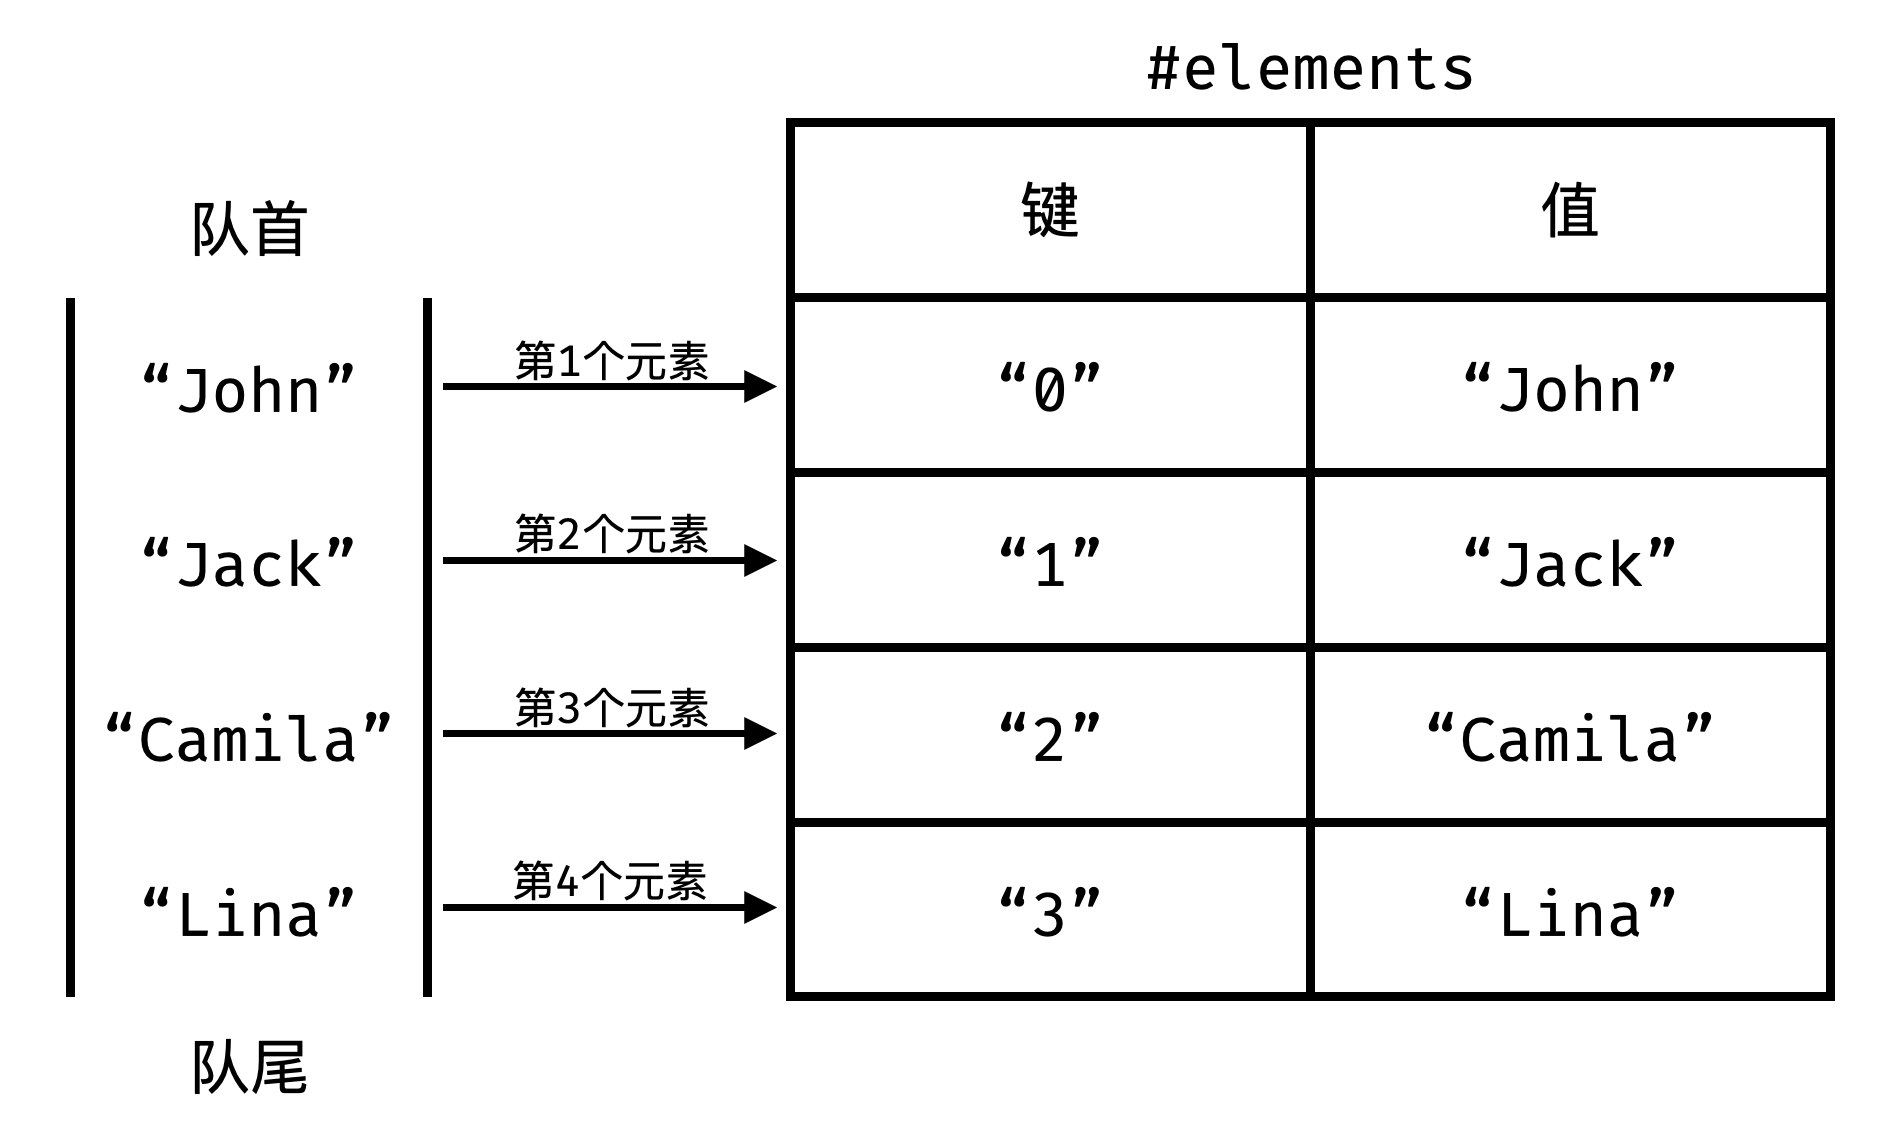 #elements
键 值
队首
“John” 第1个元素 “0” “John”
“Jack” 第2个元素 “1” “Jack”
“Camila” 第3个元素 “2” “Camila”
“Lina” 第4个元素 “3” “Lina”
队尾